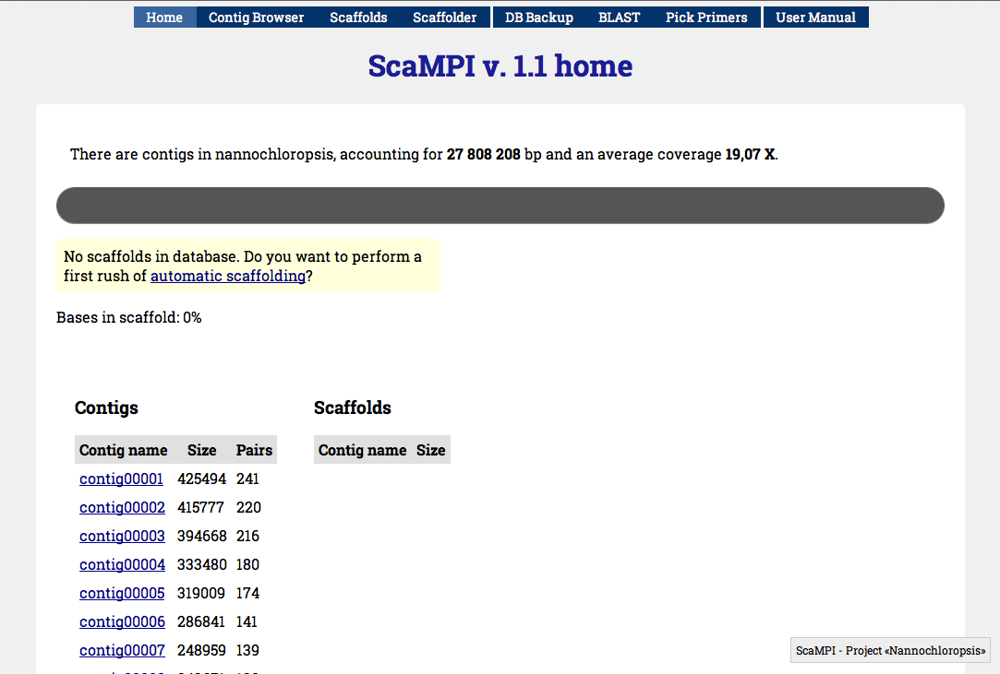 Home Contig Browser Scaffolds Scaffolder DB Backup BLAST Pick Primers User Manual
ScaMPI v. 1.1 home
There are contigs in nannochloropsis, accounting for 27 808 208 bp and an average coverage 19,07 X.
No scaffolds in database. Do you want to perform a
first rush of automatic scaffolding?
Bases in scaffold: 0%
Contigs Scaffolds
Contig name Size Pairs Contig name Size
contig00001 425494 241
contig00002 415777 220
contig00003 394668 216
contig00004 333480 180
contig00005 319009 174
contig00006 286841 141
contig00007 248959 139
ScaMPI - Project «Nannochloropsis»